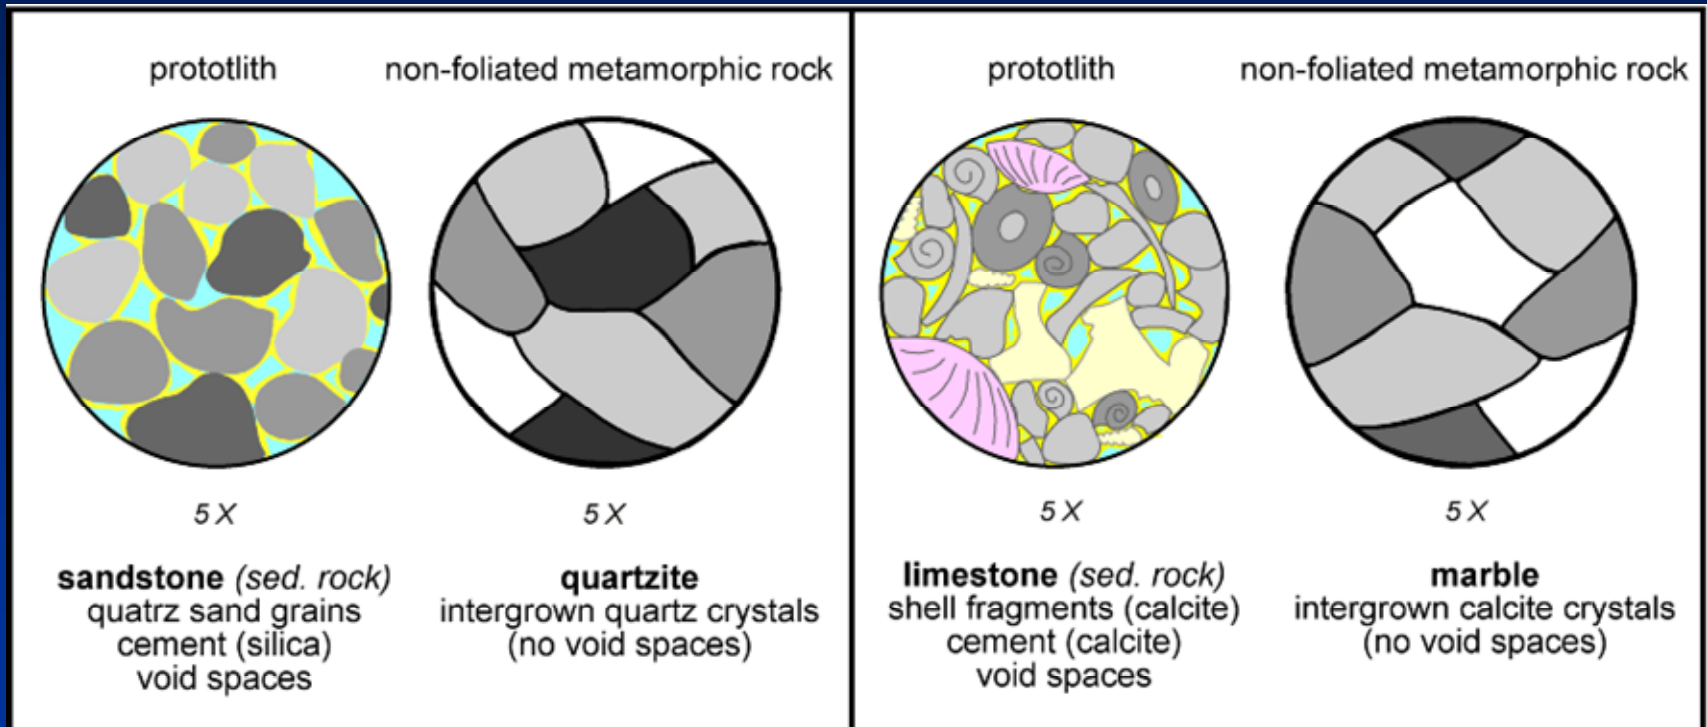 prototlith
non-foliated metamorphic rock
5 X
sandstone (sed. rock)
quatrz sand grains
cement (silica)
void spaces
5 X
quartzite
intergrown quartz crystals
(no void spaces)
prototlith
non-foliated metamorphic rock
5 X
limestone (sed. rock)
shell fragments (calcite)
cement (calcite)
void spaces
5 X
marble
intergrown calcite crystals
(no void spaces)